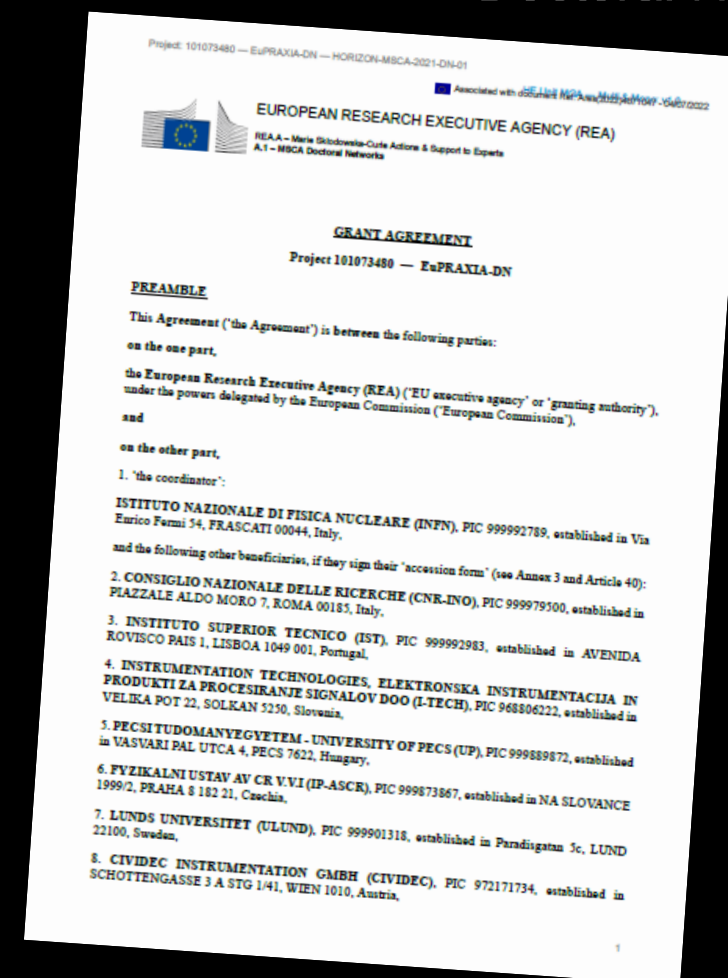 Project: 101073480 — EuPRAXIA-DN — HORIZON-MSCA-2021-DN-01
Associated with document Ref. 04/07/2022
EUROPEAN RESEARCH EXECUTIVE AGENCY (REA)
REA.A – Marie Skłodowska-Curie Actions & Support to Experts
A.1 – MSCA Doctoral Networks
GRANT AGREEMENT
Project 101073480 — EuPRAXIA-DN
PREAMBLE
This Agreement ('the Agreement') is between the following parties:
on the one part,
the European Research Executive Agency (REA) ('EU executive agency' or 'granting authority'),
under the powers delegated by the European Commission ('European Commission'),
and
on the other part,
1. 'the coordinator':
ISTITUTO NAZIONALE DI FISICA NUCLEARE (INFN), PIC 999992789, established in Via
Enrico Fermi 54, FRASCATI 00044, Italy,
and the following other beneficiaries, if they sign their 'accession form' (see Annex 3 and Article 40):
2. CONSIGLIO NAZIONALE DELLE RICERCHE (CNR-INO), PIC 999979500, established in
PIAZZALE ALDO MORO 7, ROMA 00185, Italy,
3. INSTITUTO SUPERIOR TECNICO (IST), PIC 999992983, established in AVENIDA
ROVISCO PAIS 1, LISBOA 1049 001, Portugal,
4. INSTRUMENTATION TECHNOLOGIES, ELEKTRONSKA INSTRUMENTACIJA IN
PRODUKTI ZA PROCESIRANJE SIGNALOV DOO (I-TECH), PIC 968806222, established in
VELIKA POT 22, SOLKAN 5250, Slovenia,
5. PECSI TUDOMANYEGYETEM - UNIVERSITY OF PECS (UP), PIC 999889872, established
in VASVARI PAL UTCA 4, PECS 7622, Hungary,
6. FYZIKALNI USTAV AV CR V.V.I (IP-ASCR), PIC 999873867, established in NA SLOVANCE
1999/2, PRAHA 8 182 21, Czechia,
7. LUNDS UNIVERSITET (ULUND), PIC 999901318, established in Paradisgatan 5c, LUND
22100, Sweden,
8. CIVIDEC INSTRUMENTATION GMBH (CIVIDEC), PIC 972171734, established in
SCHOTTENGASSE 3 A STG 1/41, WIEN 1010, Austria,
1